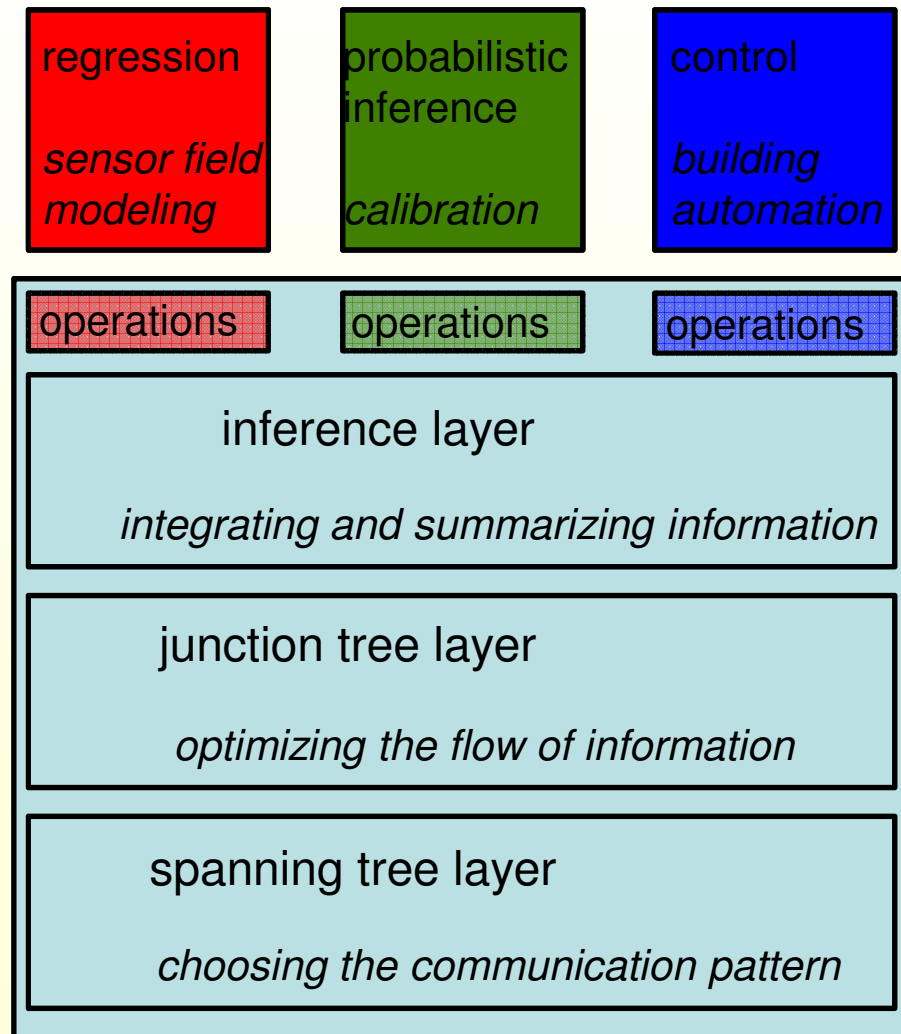 regression
sensor field
modeling
probabilistic
inference
calibration
control
building
automation
operations
operations
operations
inference layer
integrating and summarizing information
junction tree layer
optimizing the flow of information
spanning tree layer
choosing the communication pattern